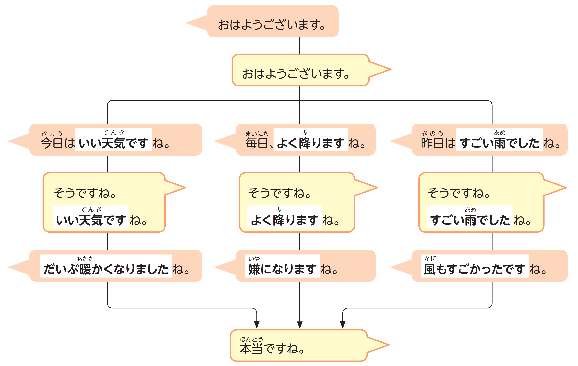 おはようございます。
おはようございます。
今日はいい天気ですね。
毎日、よく降りますね。
昨日はすごい雨でしたね。
そうですね。
いい天気ですね。
そうですね。
よく降りますね。
そうですね。
すごい雨でしたね。
だいぶ暖かくなりましたね。
嫌になりますね。
風もすごかったですね。
本当ですね。